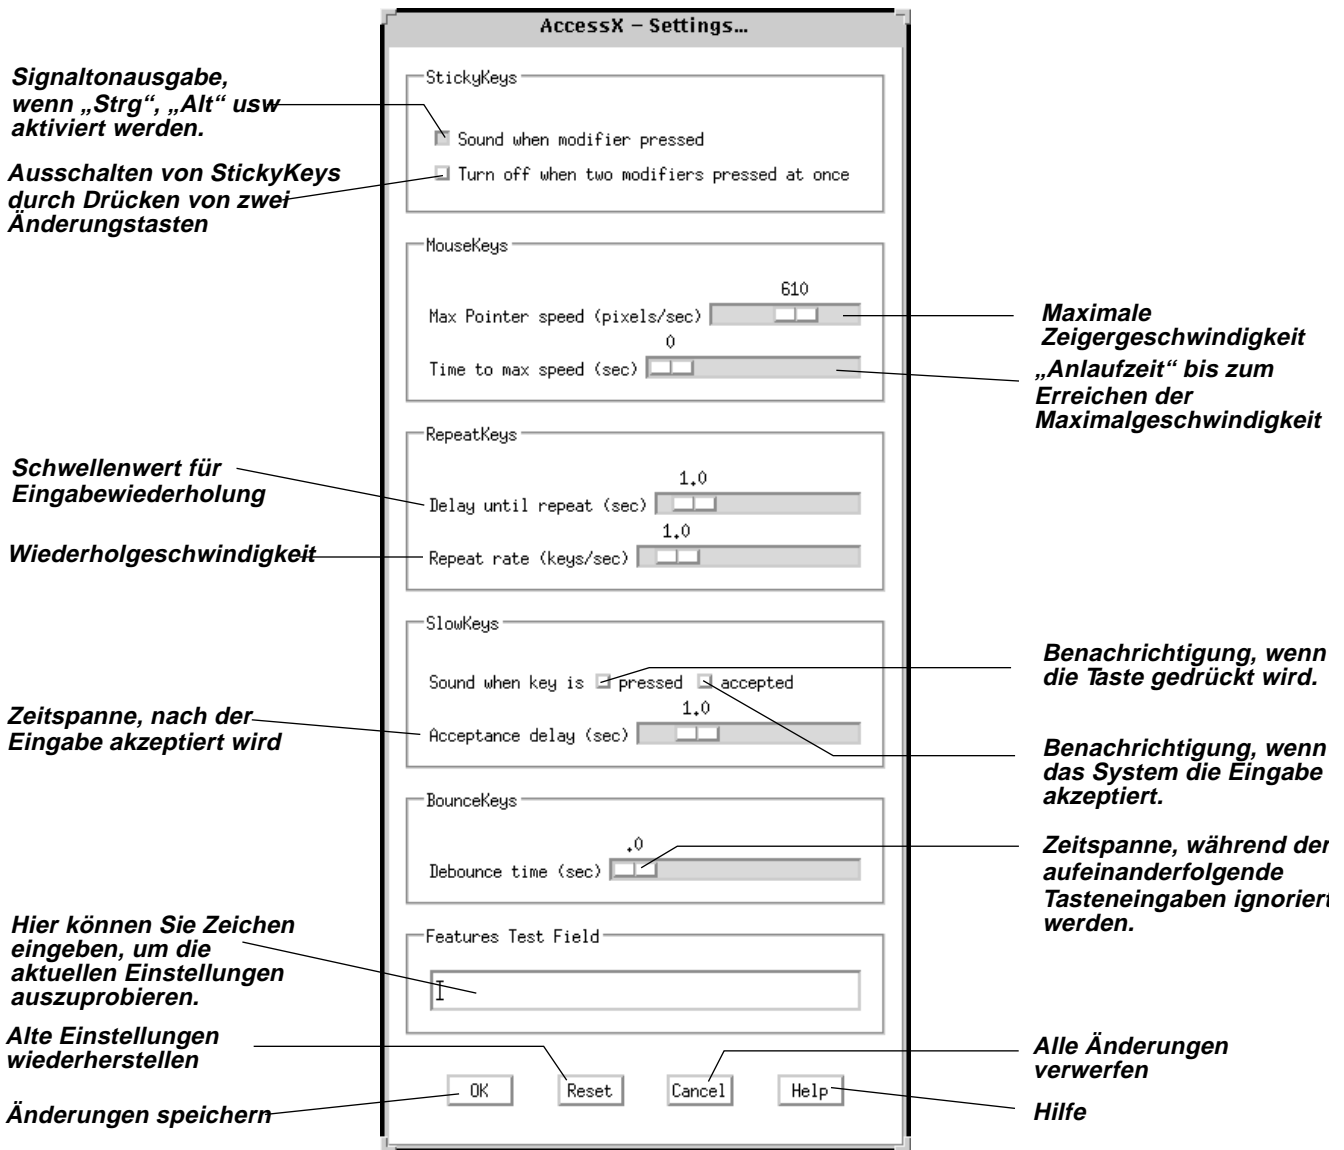 AccessX – Settings...
Signaltonausgabe,
wenn „Strg“, „Alt“ usw
aktiviert werden.
Ausschalten von StickyKeys
durch Drücken von zwei
Änderungstasten
StickyKeys
Sound when modifier pressed
Turn off when two modifiers pressed at once
MouseKeys
610
Max Pointer speed (pixels/sec)
0
Time to max speed (sec)
Maximale
Zeigergeschwindigkeit
„Anlaufzeit“ bis zum
Erreichen der
Maximalgeschwindigkeit
Schwellenwert für
Eingabewiederholung
Wiederholgeschwindigkeit
RepeatKeys
1.0
Delay until repeat (sec)
1.0
Repeat rate (keys/sec)
SlowKeys
Sound when key is pressed accepted
1.0
Acceptance delay (sec)
Zeitspanne, nach der
Eingabe akzeptiert wird
Benachrichtigung, wenn
die Taste gedrückt wird.
Benachrichtigung, wenn
das System die Eingabe
akzeptiert.
BounceKeys
.0
Debounce time (sec)
Zeitspanne, während der
aufeinanderfolgende
Tasteneingaben ignoriert
werden.
Hier können Sie Zeichen
eingeben, um die
aktuellen Einstellungen
auszuprobieren.
Features Test Field
Alte Einstellungen
wiederherstellen
Änderungen speichern
OK
Reset
Cancel
Help
Alle Änderungen
verwerfen
Hilfe